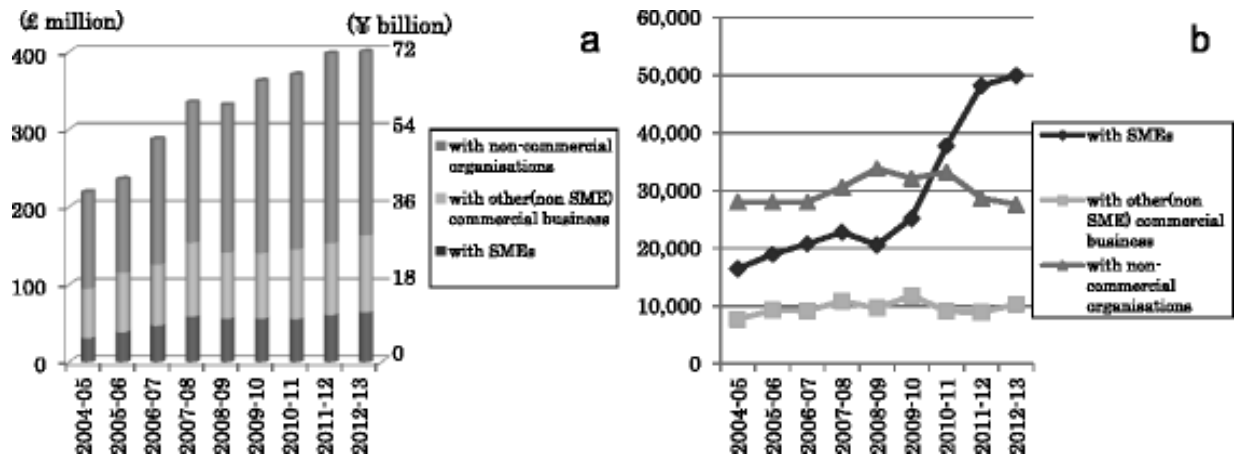 (£ million)
(¥ billion)
a
400
300
200
100
0
72
54
36
18
0
2004-05
2005-06
2006-07
2007-08
2008-09
2009-10
2010-11
2011-12
2012-13
with non-commercial
organisations
with other(non SME)
commercial business
with SMEs
b
60,000
50,000
40,000
30,000
20,000
10,000
0
2004-05
2005-06
2006-07
2007-08
2008-09
2009-10
2010-11
2011-12
2012-13
with SMEs
with other(non
SME) commercial
business
with non-
commercial
organisations